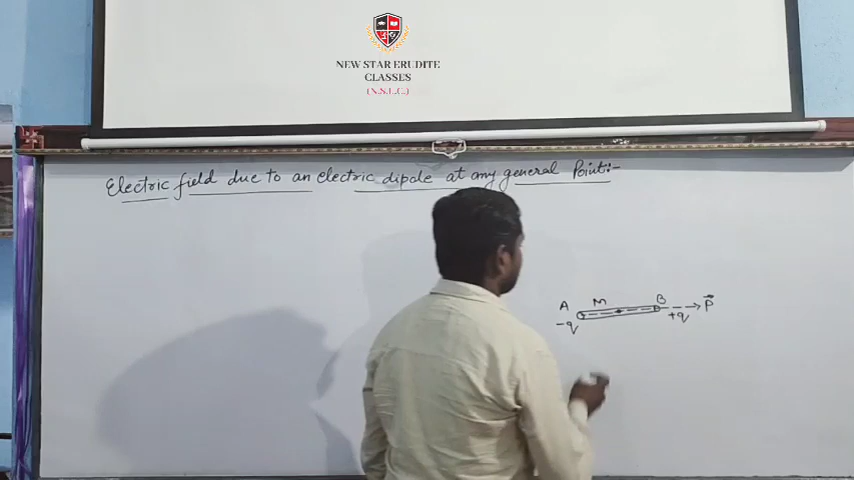 NEW STAR ERUDITE
CLASSES
(N.S.E.C.)
Electric field due to an electric dipole at any general Point:-
A M B P
-q +q